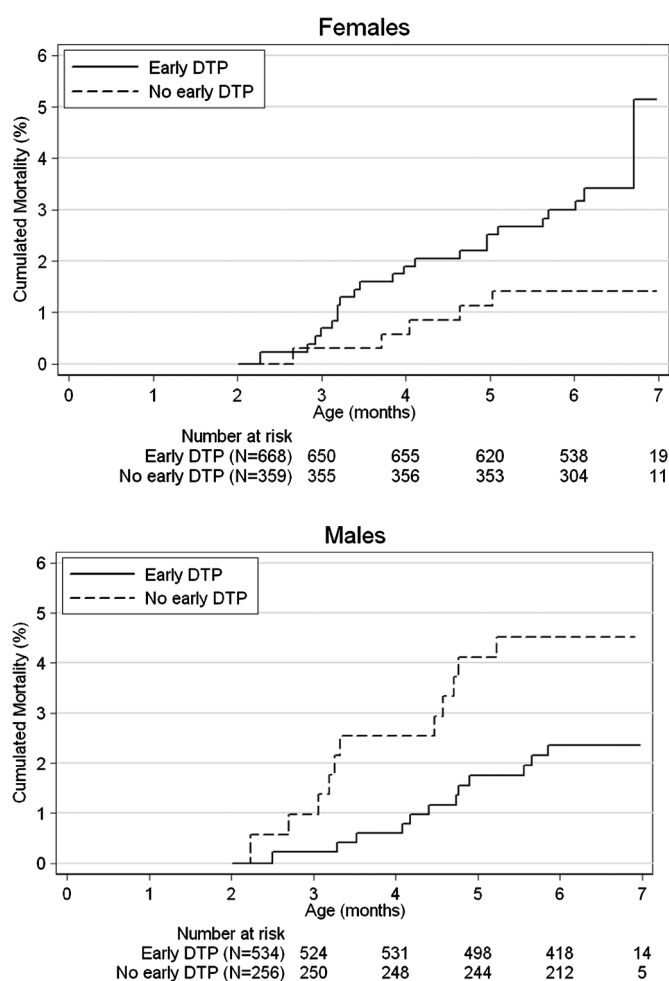 Females
Early DTP
No early DTP
Cumulated Mortality (%)
6
5
4
3
2
1
0
0 1 2 3 4 5 6 7
Age (months)
Number at risk
Early DTP (N=668) 650 655 620 538 19
No early DTP (N=359) 355 356 353 304 11
Males
Early DTP
No early DTP
Cumulated Mortality (%)
6
5
4
3
2
1
0
0 1 2 3 4 5 6 7
Age (months)
Number at risk
Early DTP (N=534) 524 531 498 418 14
No early DTP (N=256) 250 248 244 212 5